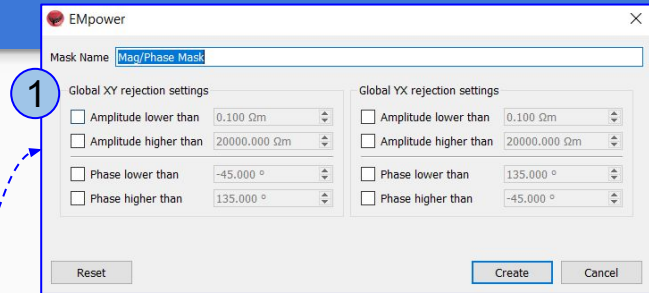 EMpower
Mask Name Mag/Phase Mask
1
Global XY rejection settings
Amplitude lower than 0.100 Ωm
Amplitude higher than 20000.000 Ωm
Phase lower than -45.000 °
Phase higher than 135.000 °
Global YX rejection settings
Amplitude lower than 0.100 Ωm
Amplitude higher than 20000.000 Ωm
Phase lower than 135.000 °
Phase higher than -45.000 °
Reset Create Cancel